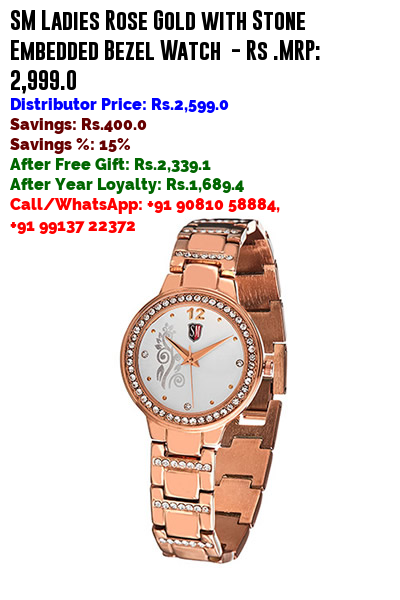 SM Ladies Rose Gold with Stone
Embedded Bezel Watch - Rs .MRP:
2,999.0
Distributor Price: Rs.2,599.0
Savings: Rs.400.0
Savings %: 15%
After Free Gift: Rs.2,339.1
After Year Loyalty: Rs.1,689.4
Call/WhatsApp: +91 90810 58884,
+91 99137 22372
12
SM